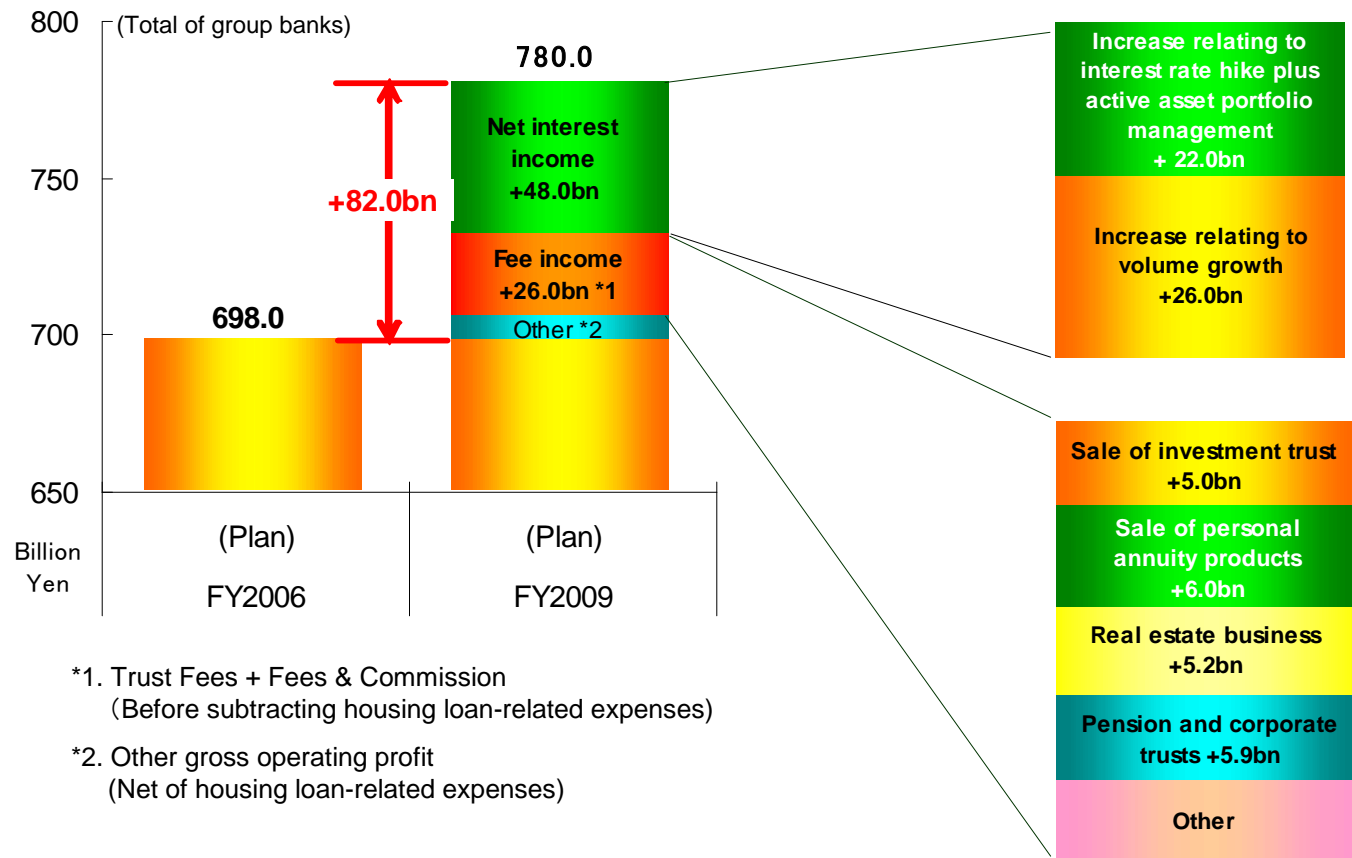 800
(Total of group banks)
780.0
Net interest
income
+48.0bn
750
+82.0bn
Fee income
+26.0bn *1
698.0
Other *2
700
650
Billion
Yen
(Plan)
FY2006
(Plan)
FY2009
Increase relating to
interest rate hike plus
active asset portfolio
management
+ 22.0bn
Increase relating to
volume growth
+26.0bn
Sale of investment trust
+5.0bn
Sale of personal
annuity products
+6.0bn
Real estate business
+5.2bn
Pension and corporate
trusts +5.9bn
Other
*1. Trust Fees + Fees & Commission
（Before subtracting housing loan-related expenses)
*2. Other gross operating profit
(Net of housing loan-related expenses)